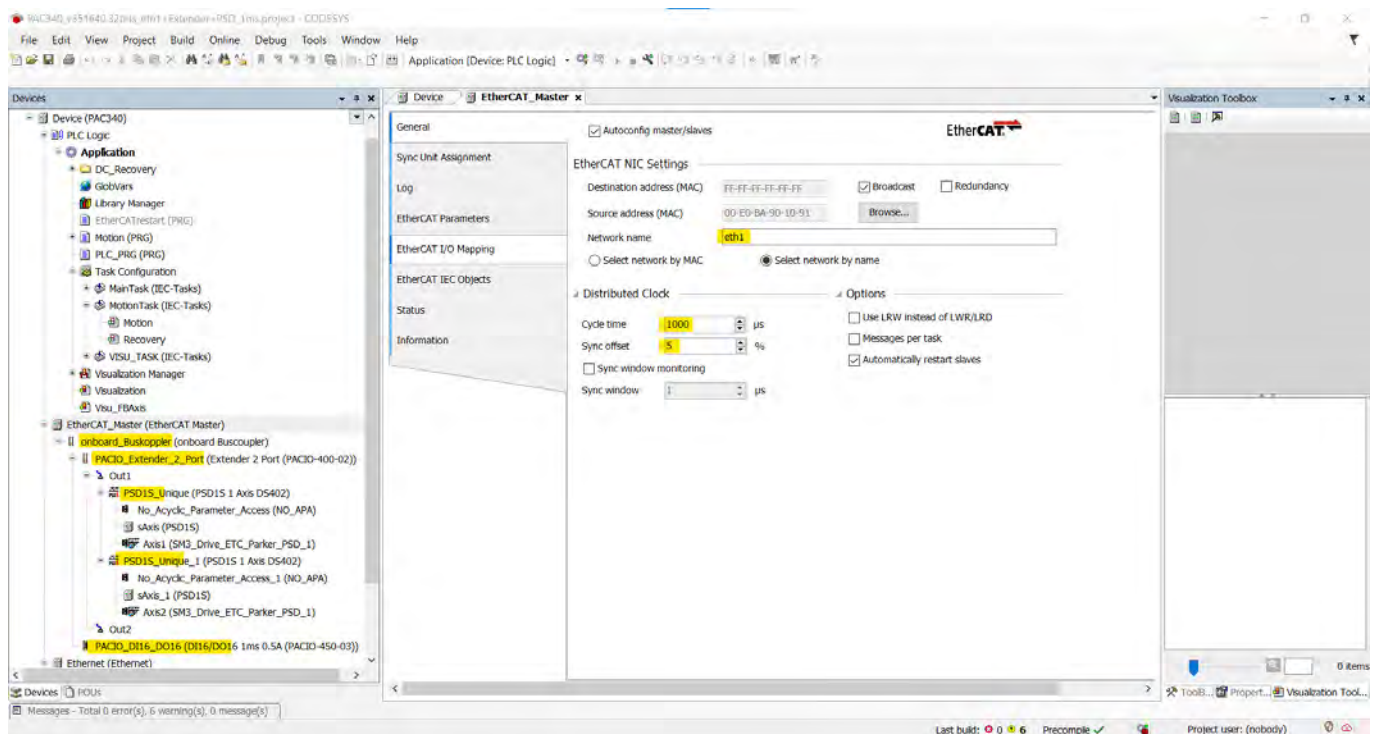 CODESYS
File Edit View Project Build Online Debug Tools Window Help
Application [Device: PLC Logic]
Devices
Device (PAC340)
PLC Logic
Application
DC_Recovery
GlobVars
Library Manager
EtherCATrestart (PRG)
Motion (PRG)
PLC_PRG (PRG)
Task Configuration
MainTask (IEC-Tasks)
MotionTask (IEC-Tasks)
Motion
Recovery
VISU_TASK (IEC-Tasks)
Visualization Manager
Visualization
Visu_FBAxis
EtherCAT_Master (EtherCAT Master)
onboard_Buskoppler (onboard Buscoupler)
PACIO_Extender_2_Port (Extender 2 Port (PACIO-400-02))
Out1
PSD1S_Unique (PSD1S 1 Axis DS402)
No_Acyclic_Parameter_Access (NO_APA)
sAxis (PSD1S)
Axis1 (SM3_Drive_ETC_Parker_PSD_1)
PSD1S_Unique_1 (PSD1S 1 Axis DS402)
No_Acyclic_Parameter_Access_1 (NO_APA)
sAxis_1 (PSD1S)
Axis2 (SM3_Drive_ETC_Parker_PSD_1)
Out2
PACIO_DI16_DO16 (DI16/DO16 1ms 0.5A (PACIO-450-03))
Ethernet (Ethernet)
Devices POUs
Device EtherCAT_Master x
General
Sync Unit Assignment
Log
EtherCAT Parameters
EtherCAT I/O Mapping
EtherCAT IEC Objects
Status
Information
Autoconfig master/slaves
EtherCAT
EtherCAT NIC Settings
Destination address (MAC) FF-FF-FF-FF-FF-FF Broadcast Redundancy
Source address (MAC) 00-E0-BA-90-10-91 Browse...
Network name eth1
Select network by MAC Select network by name
Distributed Clock
Cycle time 1000 µs
Sync offset 5 %
Sync window monitoring
Sync window 1 µs
Options
Use LRW instead of LWR/LRD
Messages per task
Automatically restart slaves
Visualization Toolbox
0 items
ToolB... Propert... Visualization Tool...
Messages - Total 0 error(s), 6 warning(s), 0 message(s)
Last build: 0 6 Precompile Project user: (nobody)